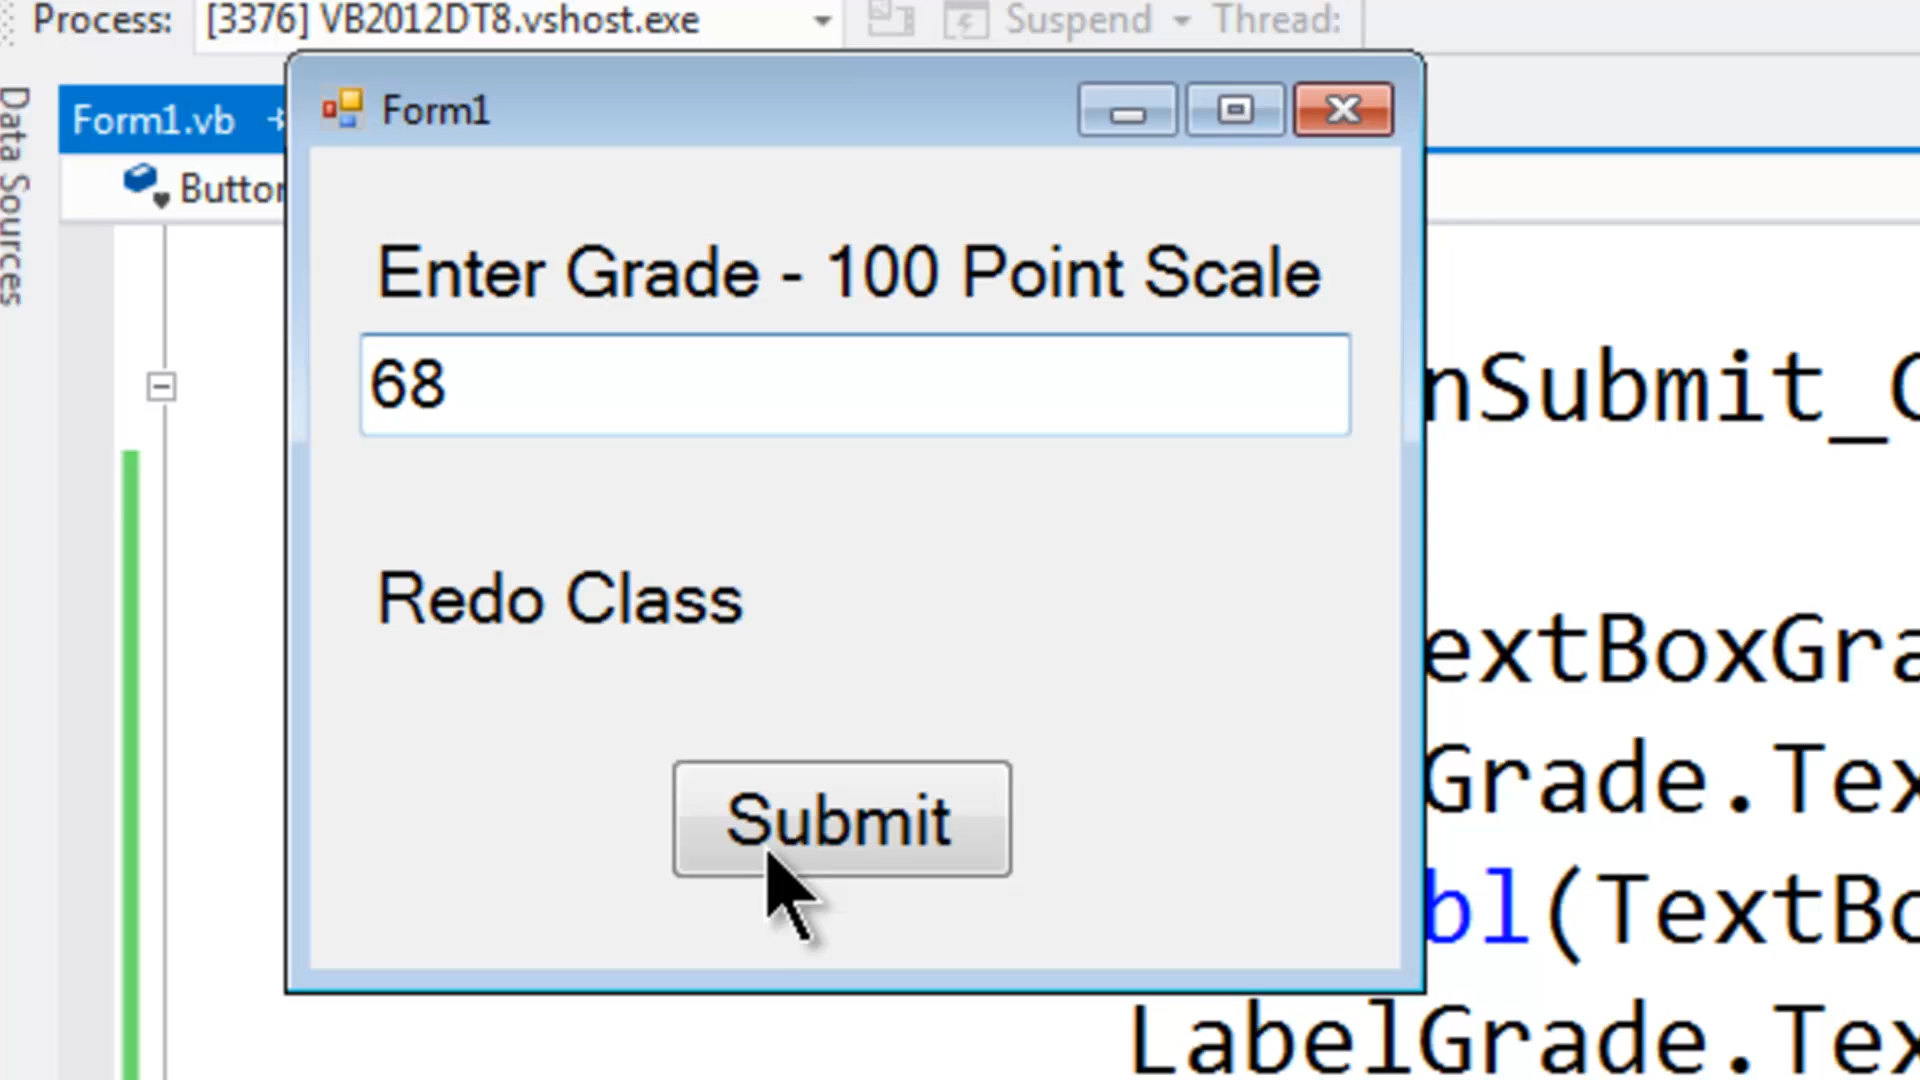 Process: [3376] VB2012DT8.vshost.exe Suspend Thread:
Data Sources
Form1.vb
Form1
Button
Enter Grade - 100 Point Scale
68
nSubmit_C
Redo Class
extBoxGra
Grade.Tex
Submit
bl(TextBo
LabelGrade.Tex